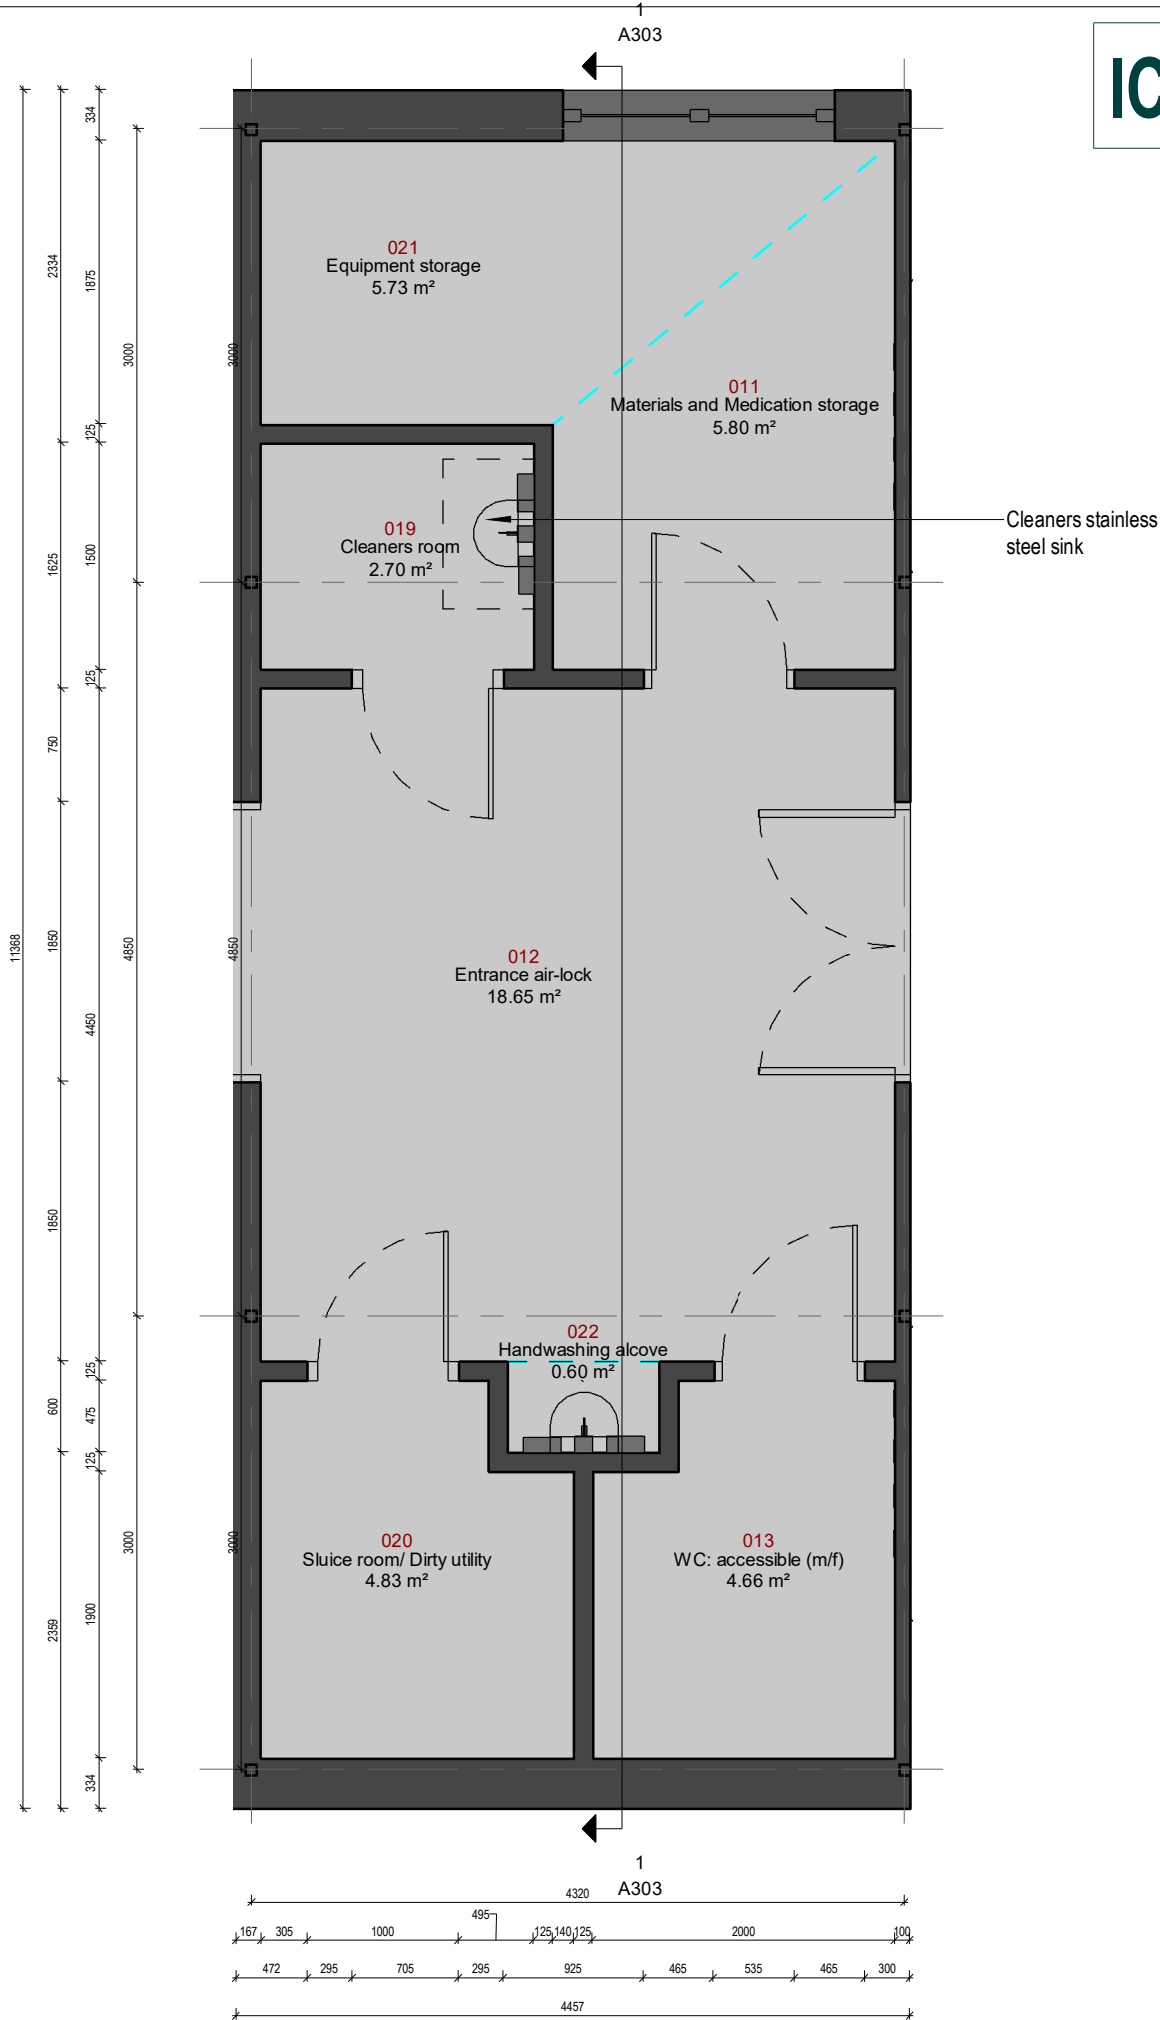 1
A303
IC
021
Equipment storage
5.73 m²
011
Materials and Medication storage
5.80 m²
019
Cleaners room
2.70 m²
Cleaners stainless
steel sink
012
Entrance air-lock
18.65 m²
022
Handwashing alcove
0.60 m²
020
Sluice room/ Dirty utility
4.83 m²
013
WC: accessible (m/f)
4.66 m²
11368
2334
1625
750
1850
1850
600
2359
334
1875
125
1500
125
4450
125
475
125
1900
334
3000
4850
3000
3000
4850
3000
1
A303
4320
495
167 305 1000 125 140 125 2000 100
472 295 705 295 925 465 535 465 300
4457